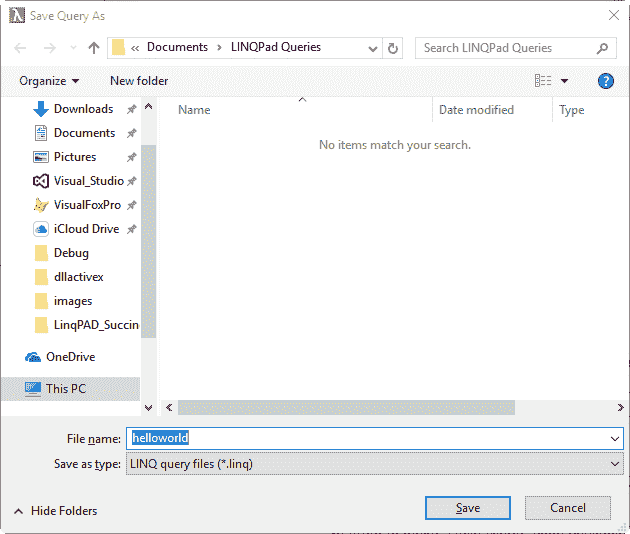 Save Query As
« Documents › LINQPad Queries
Search LINQPad Queries
Organize
New folder
Name
Date modified
Type
No items match your search.
Downloads
Documents
Pictures
Visual_Studio
VisualFoxPro
iCloud Drive
Debug
dllactivex
images
LinqPAD_Succin
OneDrive
This PC
File name: helloworld
Save as type: LINQ query files (*.linq)
Hide Folders
Save
Cancel